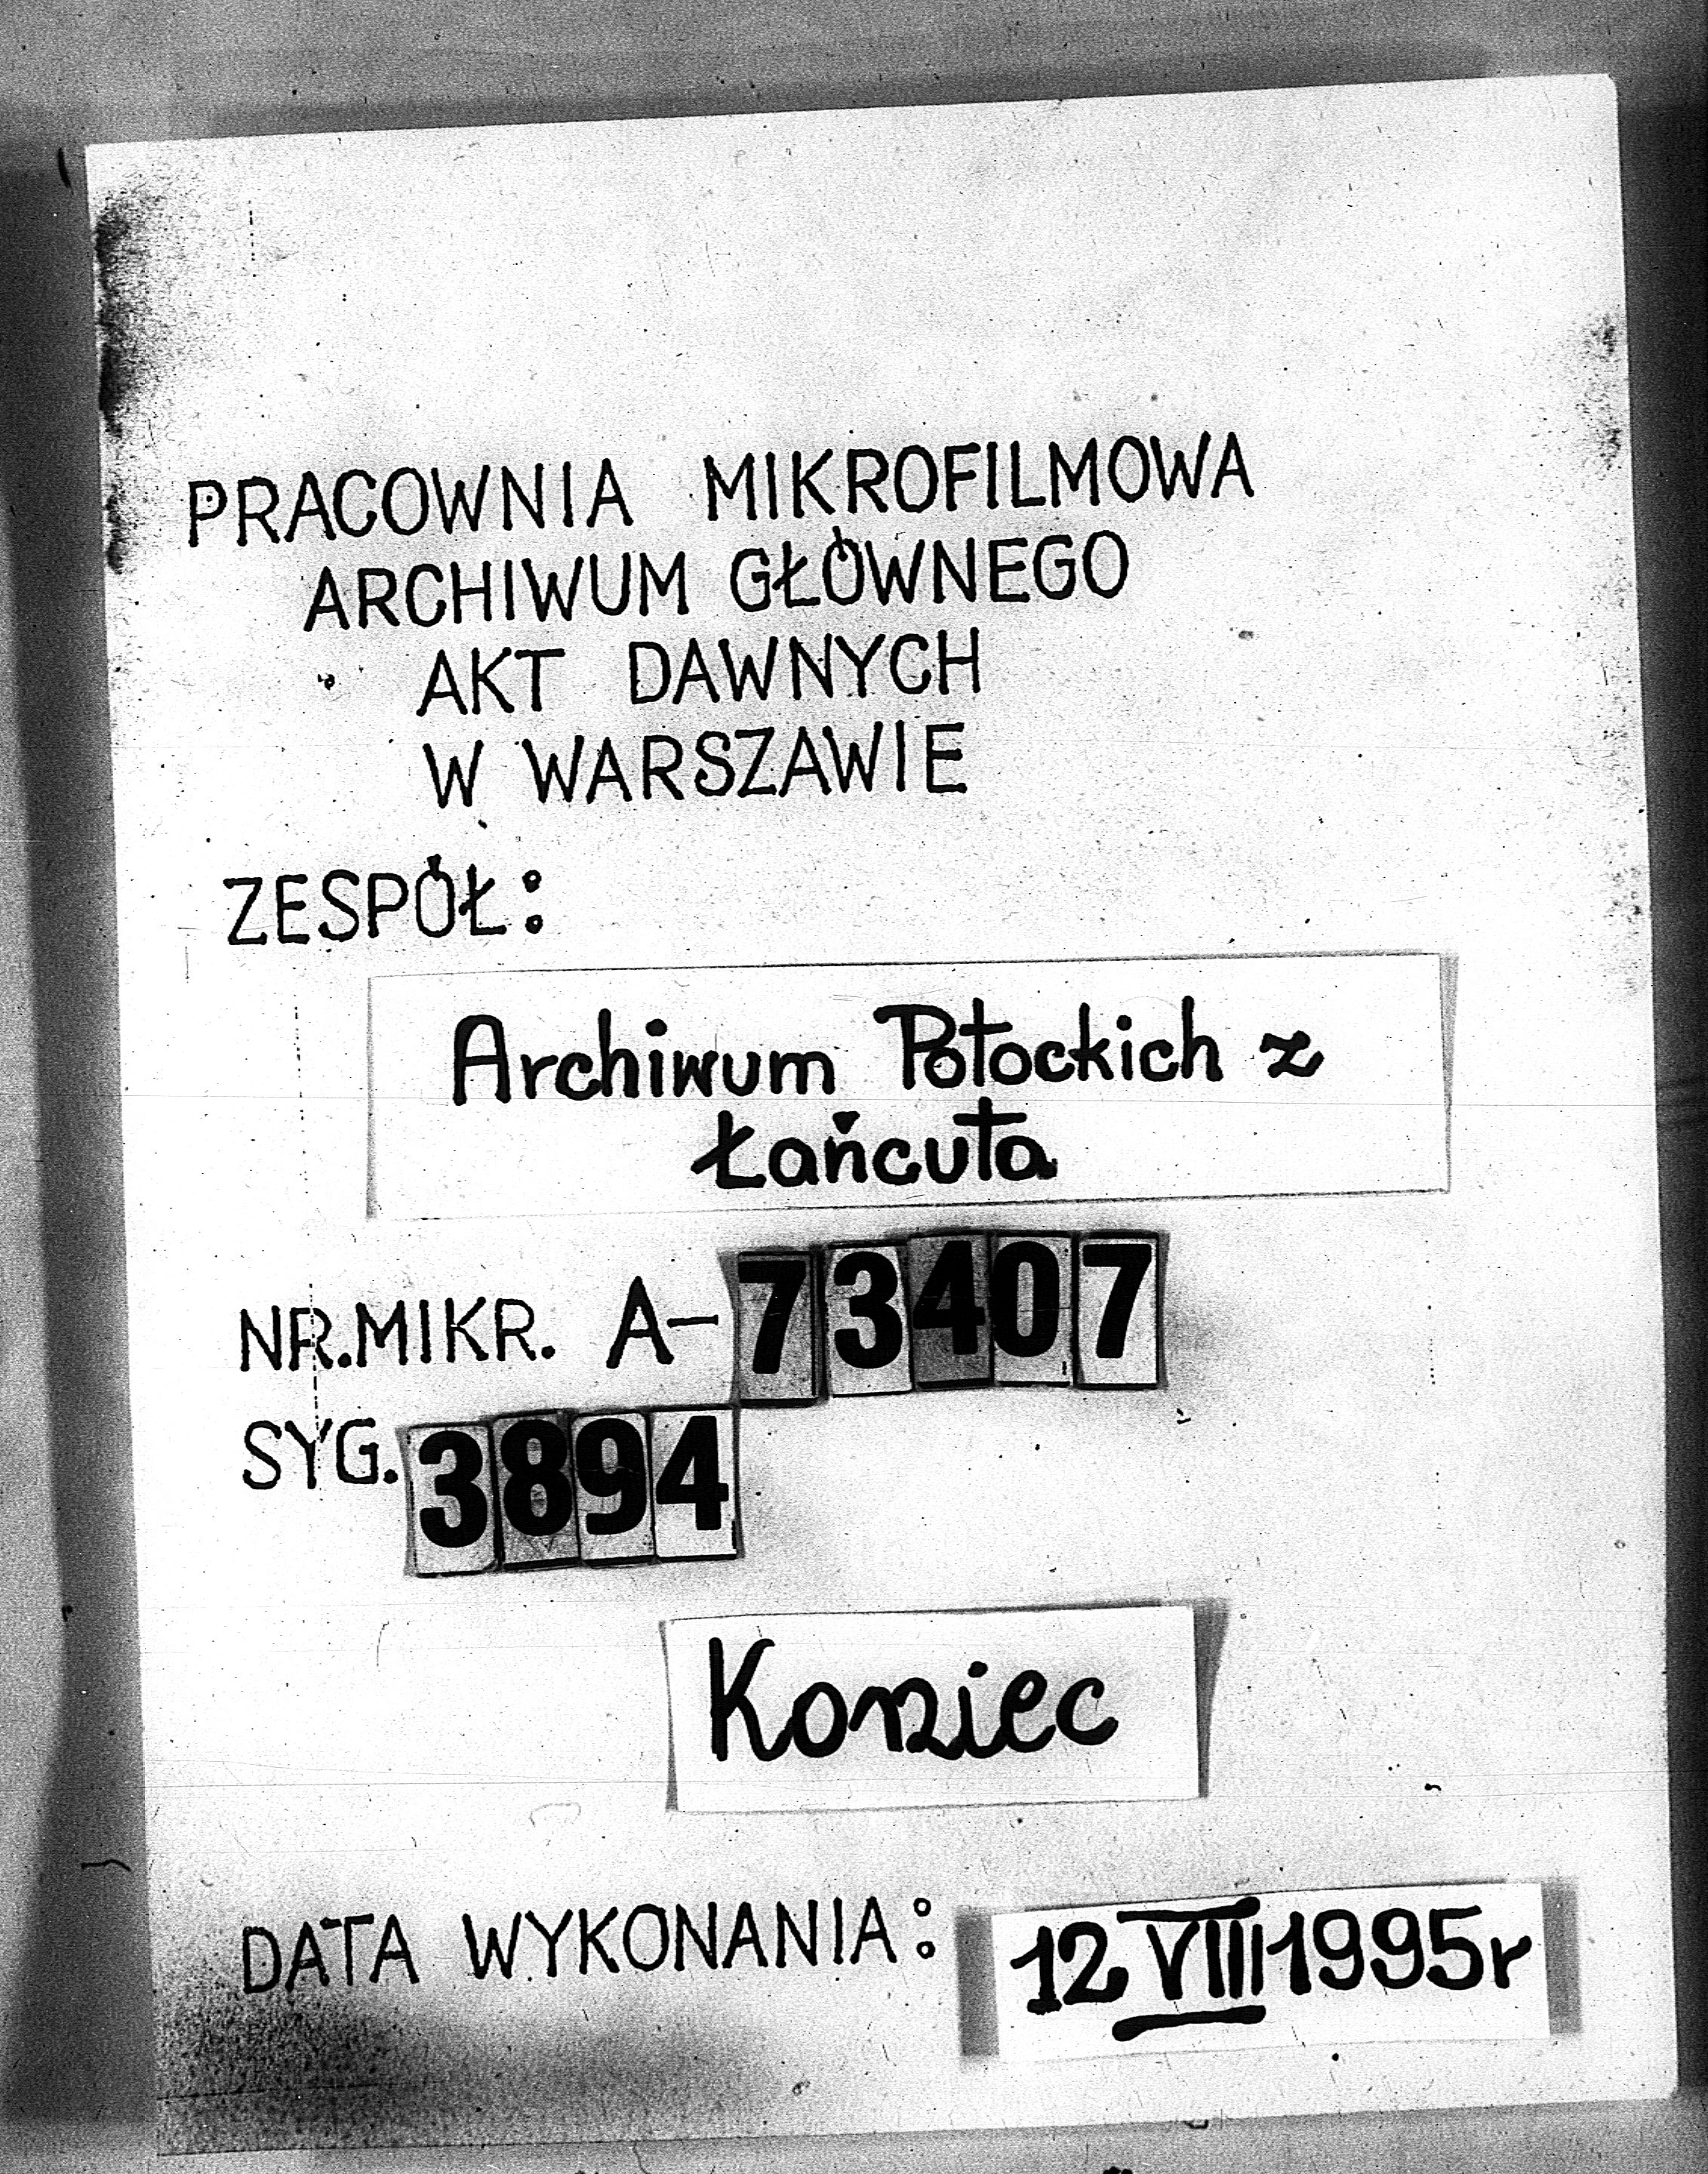 PRACOWNIA MIKROFILMOWA
ARCHIWUM GŁÓWNEGO
AKT DAWNYCH
W WARSZAWIE
ZESPÓŁ:
Archiwum Potockich z
Łańcuta
NR.MIKR. A-73407
SYG. 3894
Koniec
DATA WYKONANIA: 12 VIII 1995r